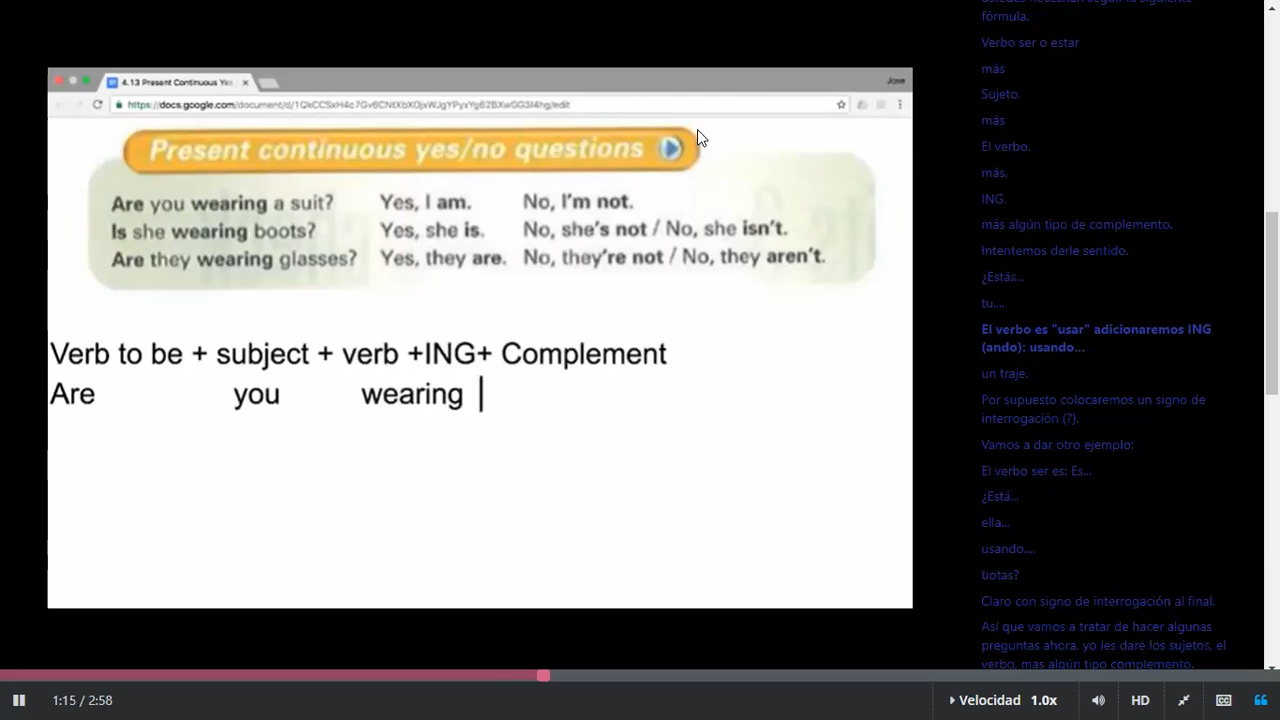 4.13 Present Continuous Ye
Jose
Present continuous yes/no questions
Are you wearing a suit? Yes, I am. No, I'm not.
Is she wearing boots? Yes, she is. No, she's not / No, she isn't.
Are they wearing glasses? Yes, they are. No, they're not / No, they aren't.
Verb to be + subject + verb +ING+ Complement
Are you wearing
fórmula.
Verbo ser o estar
más
Sujeto.
más
El verbo.
más.
ING.
más algún tipo de complemento.
Intentemos derle sentido.
¿Estás...
tu....
El verbo es "usar" adicionaremos ING
(ando): usando...
un traje.
Por supuesto colocaremos un signo de
interrogación (?).
Vamos a dar otro ejemplo:
El verbo ser es: Es...
¿Está...
ella...
usando....
botas?
Claro con signo de interrogación al final.
Así que vamos a tratar de hacer algunas
preguntas ahora. yo les daré los sujetos, el
verbo, mas algún tipo complemento.
1:15 / 2:58
Velocidad 1.0x
HD
CC